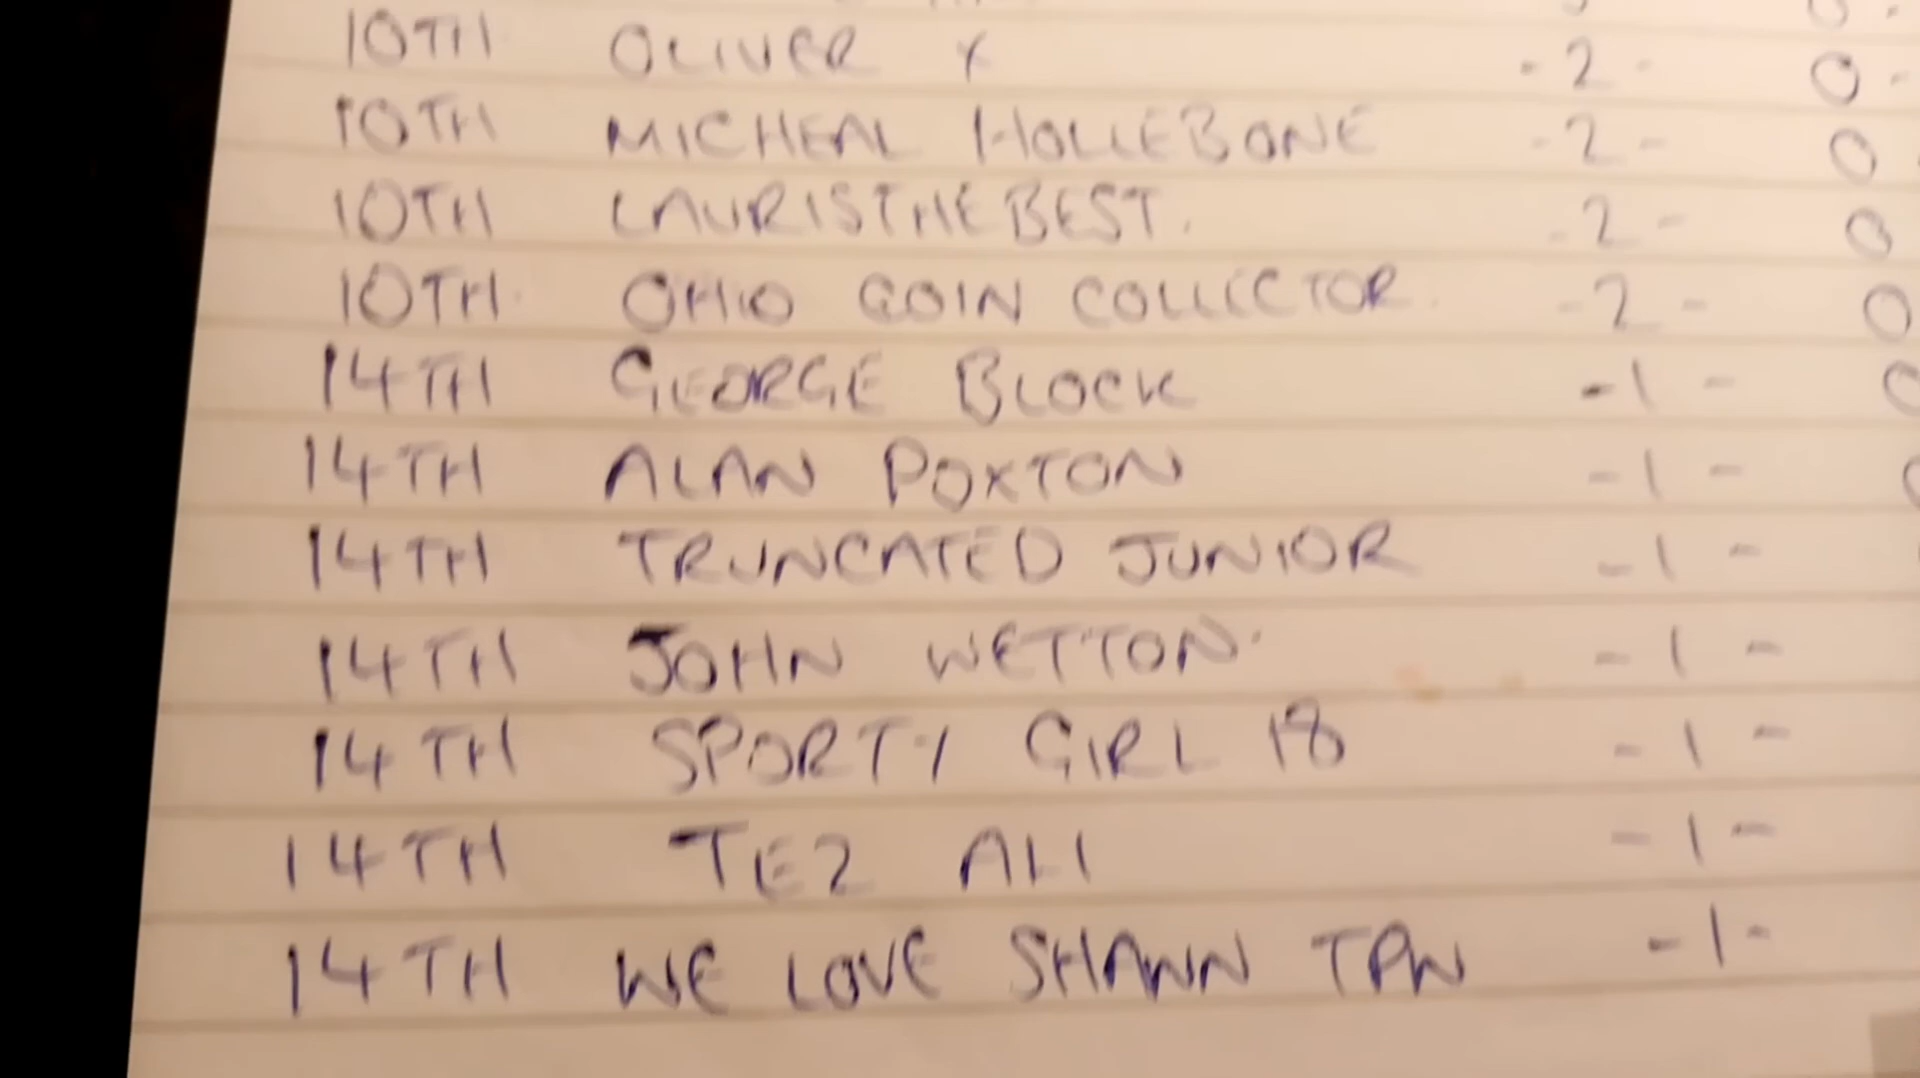 10TH OLIVER X - 2 - 0 -
10TH MICHEAL HOLLEBONE - 2 - 0
10TH LAURISTHEBEST. - 2 - 0
10TH OHIO COIN COLLECTOR - 2 - 0
14TH GEORGE BLOCK - 1 - 0
14TH ALAN POXTON - 1 -
14TH TRUNCATED JUNIOR - 1 -
14TH JOHN WETTON - 1 -
14TH SPORTY GIRL 18 - 1 -
14TH TEZ ALI - 1 -
14TH WE LOVE SHAWN TPW - 1 -